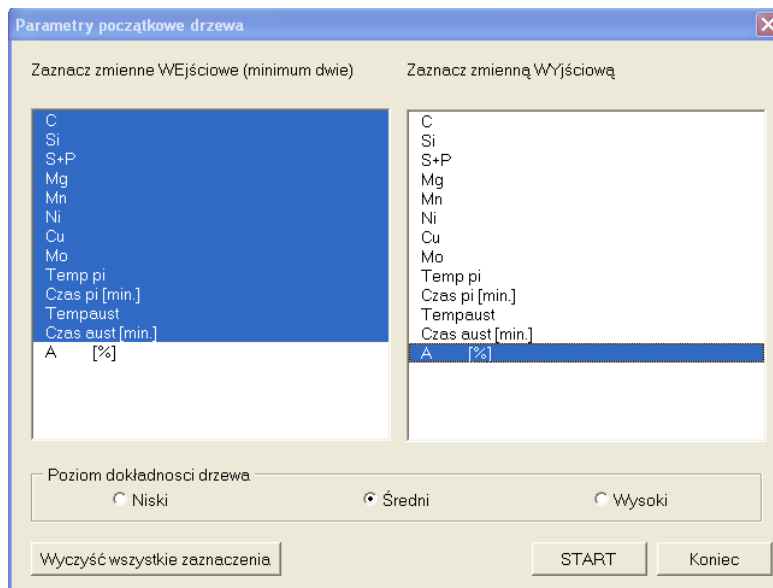 Parametry początkowe drzewa
Zaznacz zmienne WEjściowe (minimum dwie)
Zaznacz zmienną WYjściową
C
Si
S+P
Mg
Mn
Ni
Cu
Mo
Temp pi
Czas pi [min.]
Tempaust
Czas aust [min.]
A [%]
C
Si
S+P
Mg
Mn
Ni
Cu
Mo
Temp pi
Czas pi [min.]
Tempaust
Czas aust [min.]
A [%]
Poziom dokładnosci drzewa
Niski
Średni
Wysoki
Wyczyść wszystkie zaznaczenia
START
Koniec